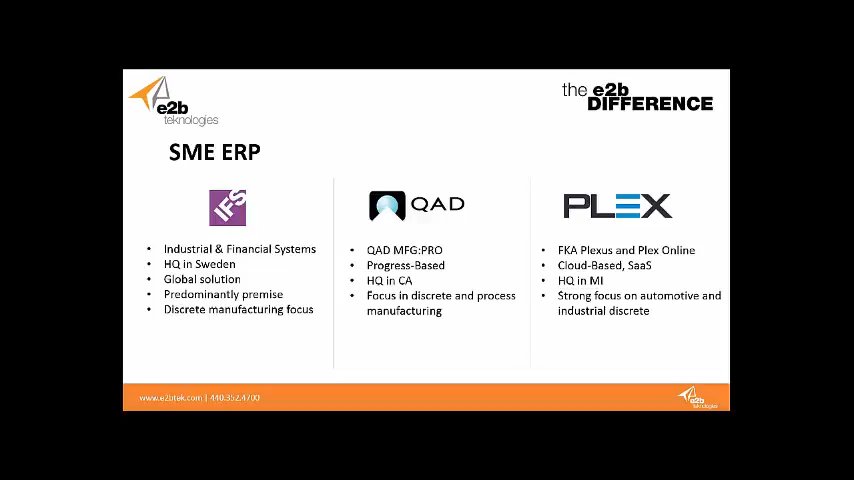 e2b
teknologies
the e2b
DIFFERENCE
SME ERP
IFS
• Industrial & Financial Systems
• HQ in Sweden
• Global solution
• Predominantly premise
• Discrete manufacturing focus
QAD
• QAD MFG:PRO
• Progress-Based
• HQ in CA
• Focus in discrete and process
manufacturing
PLEX
• FKA Plexus and Plex Online
• Cloud-Based, SaaS
• HQ in MI
• Strong focus on automotive and
industrial discrete
www.e2btek.com | 440.352.4700
e2b
teknologies